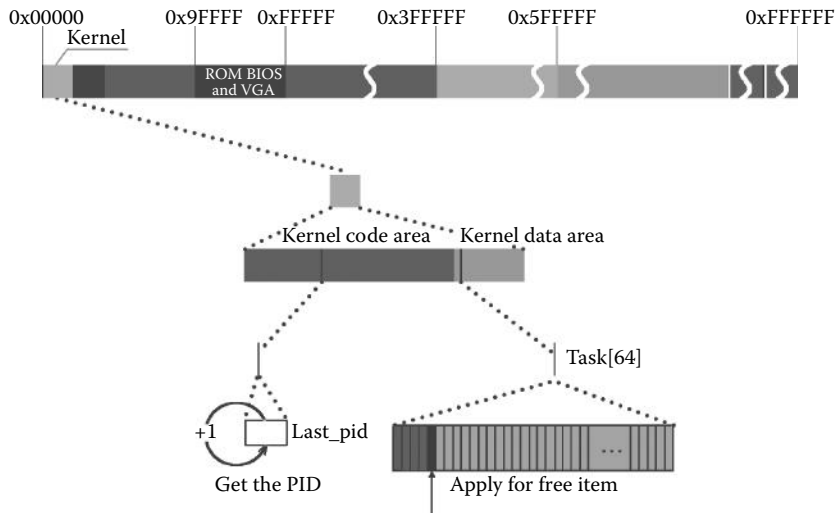 0x00000 0x9FFFF 0xFFFFF 0x3FFFFF 0x5FFFFF 0xFFFFFF
Kernel
ROM BIOS
and VGA
Kernel code area Kernel data area
Task[64]
+1 Last_pid
...
Get the PID Apply for free item